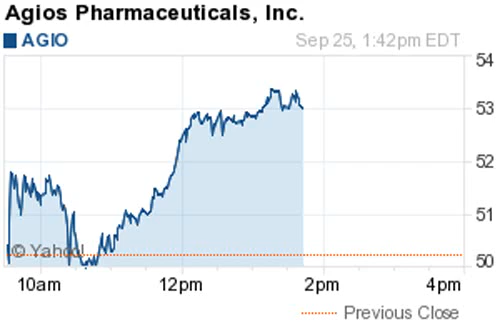 Agios Pharmaceuticals, Inc.
AGIO Sep 25, 1:42pm EDT
54
53
52
51
50
© Yahoo!
10am 12pm 2pm 4pm
Previous Close